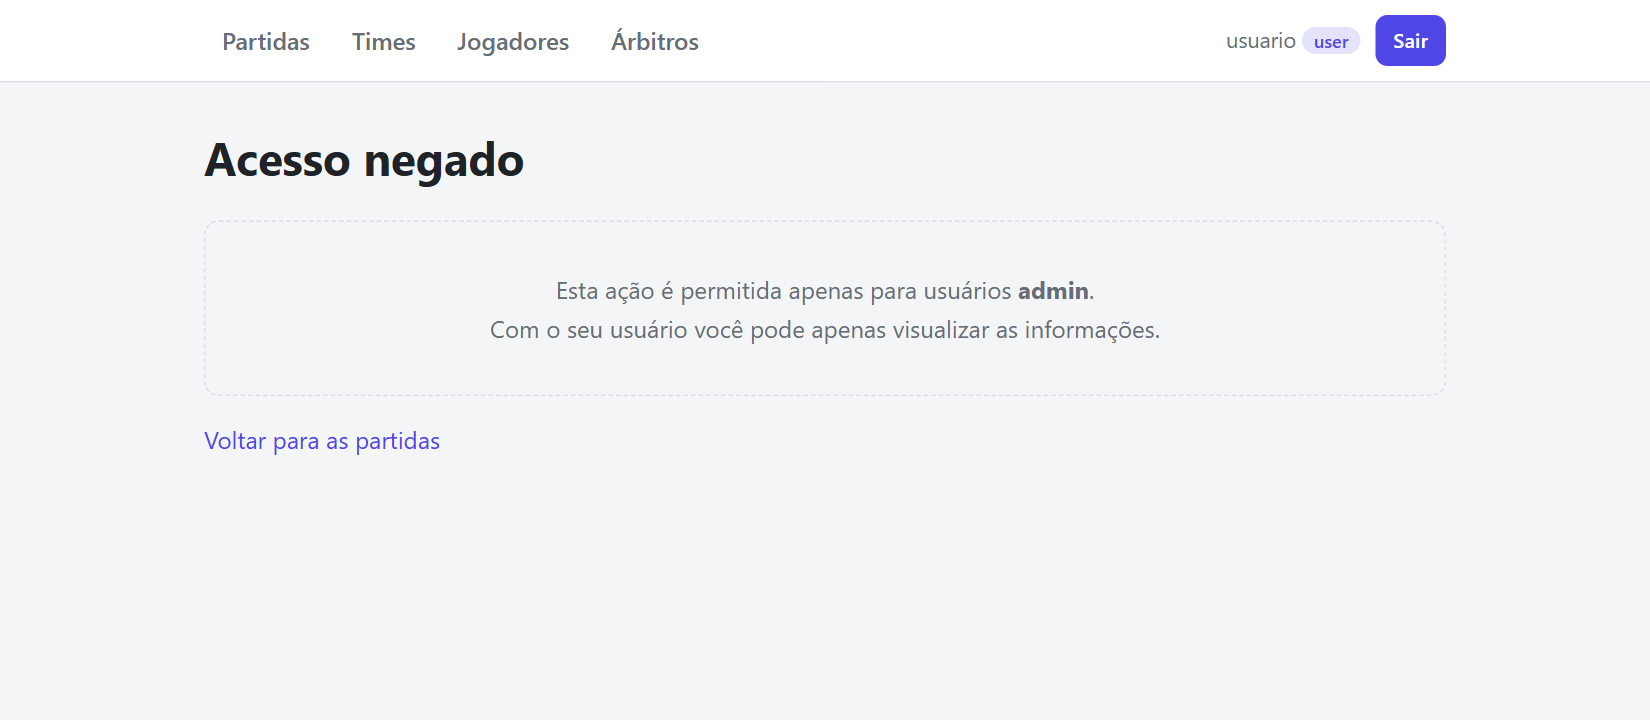 Partidas Times Jogadores Árbitros usuario user Sair
Acesso negado
Esta ação é permitida apenas para usuários admin.
Com o seu usuário você pode apenas visualizar as informações.
Voltar para as partidas